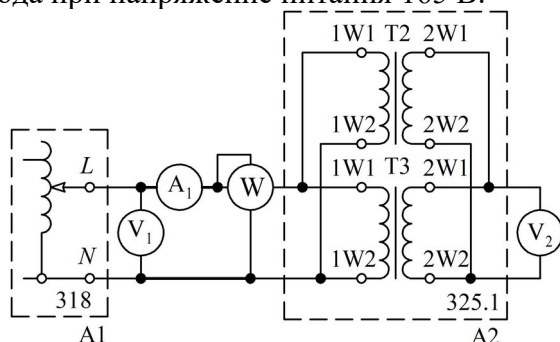 ода при напряжение питания 165 В.
1W1 T2 2W1
1W2 2W2
L
A₁
W
1W1 T3 2W1
V₁
V₂
N
1W2 2W2
318
325.1
A1
A2